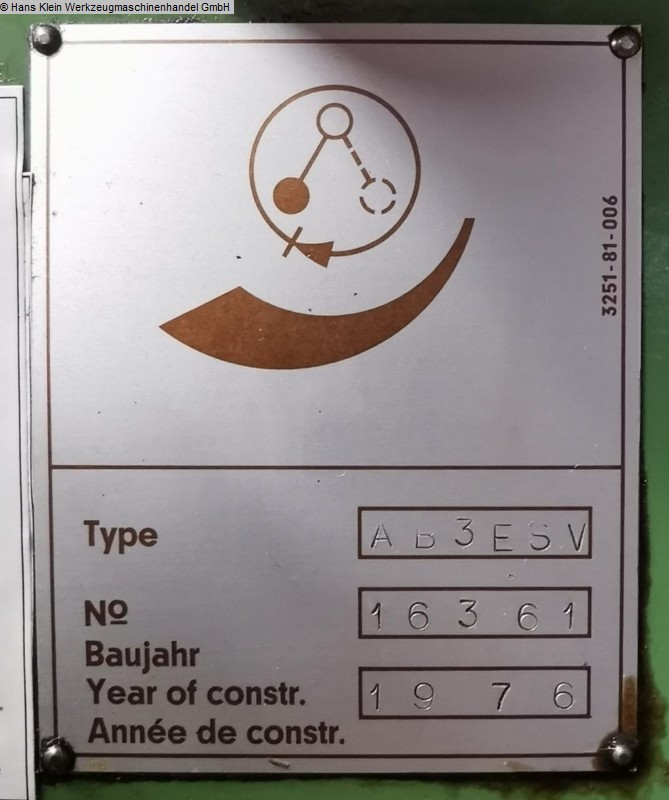 © Hans Klein Werkzeugmaschinenhandel GmbH
3251-81-006
Type AB3ESV
Nº 16361
Baujahr
Year of constr. 1976
Année de constr.